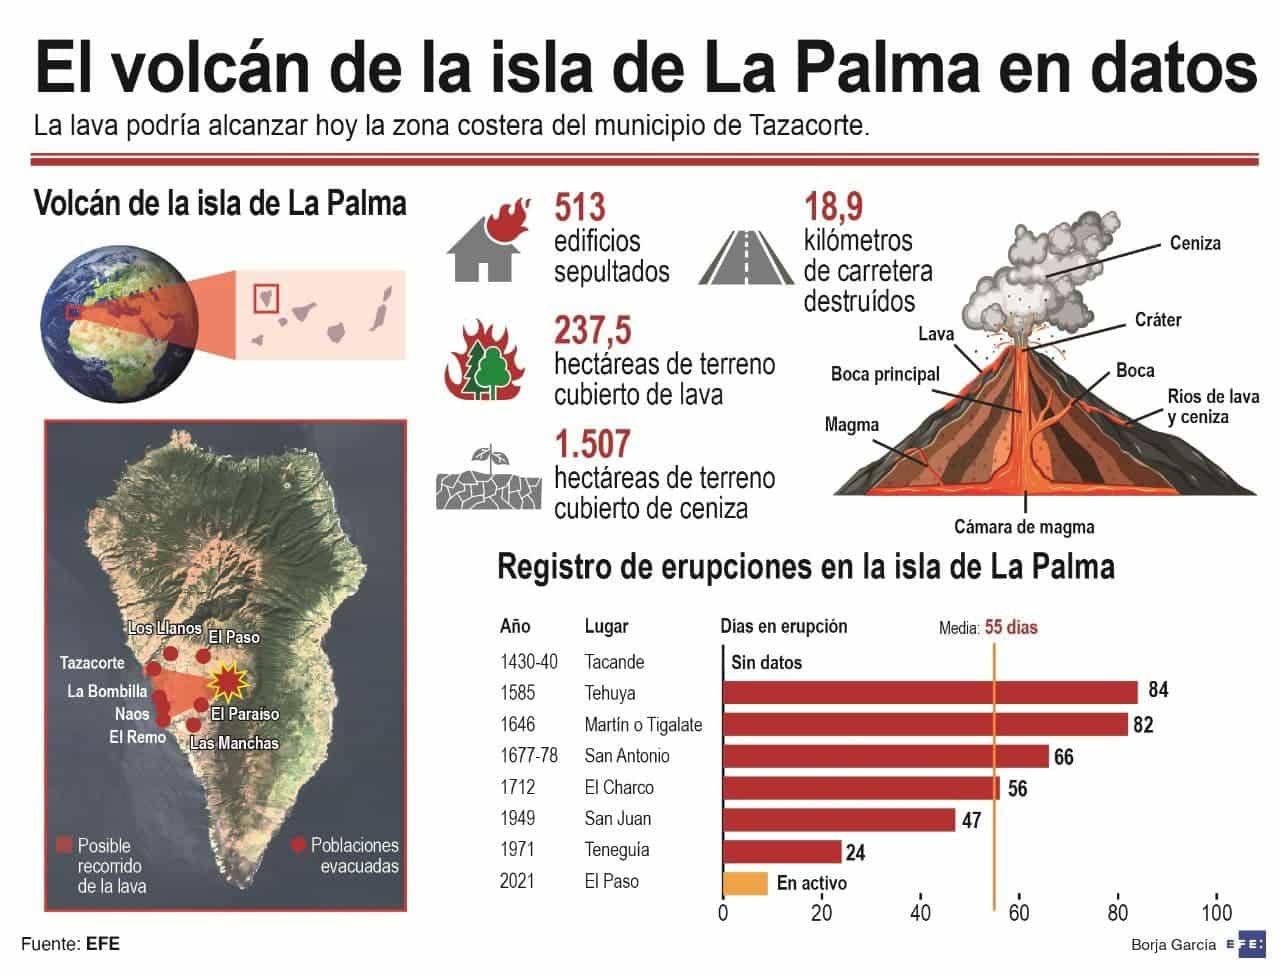 El volcán de la isla de La Palma en datos
La lava podría alcanzar hoy la zona costera del municipio de Tazacorte.
Volcán de la isla de La Palma
513
edificios
sepultados
18,9
kilómetros
de carretera
destruídos
237,5
hectáreas de terreno
cubierto de lava
1.507
hectáreas de terreno
cubierto de ceniza
Ceniza
Cráter
Lava
Boca principal
Boca
Rios de lava
y ceniza
Magma
Cámara de magma
Los Llanos
El Paso
Tazacorte
La Bombilla
Naos
El Paraiso
El Remo
Las Manchas
Posible
recorrido
de la lava
Poblaciones
evacuadas
Registro de erupciones en la isla de La Palma
Año Lugar Dias en erupción Media: 55 dias
1430-40 Tacande Sin datos
1585 Tehuya 84
1646 Martín o Tigalate 82
1677-78 San Antonio 66
1712 El Charco 56
1949 San Juan 47
1971 Teneguía 24
2021 El Paso En activo
0 20 40 60 80 100
Fuente: EFE
Borja Garcia EFE: